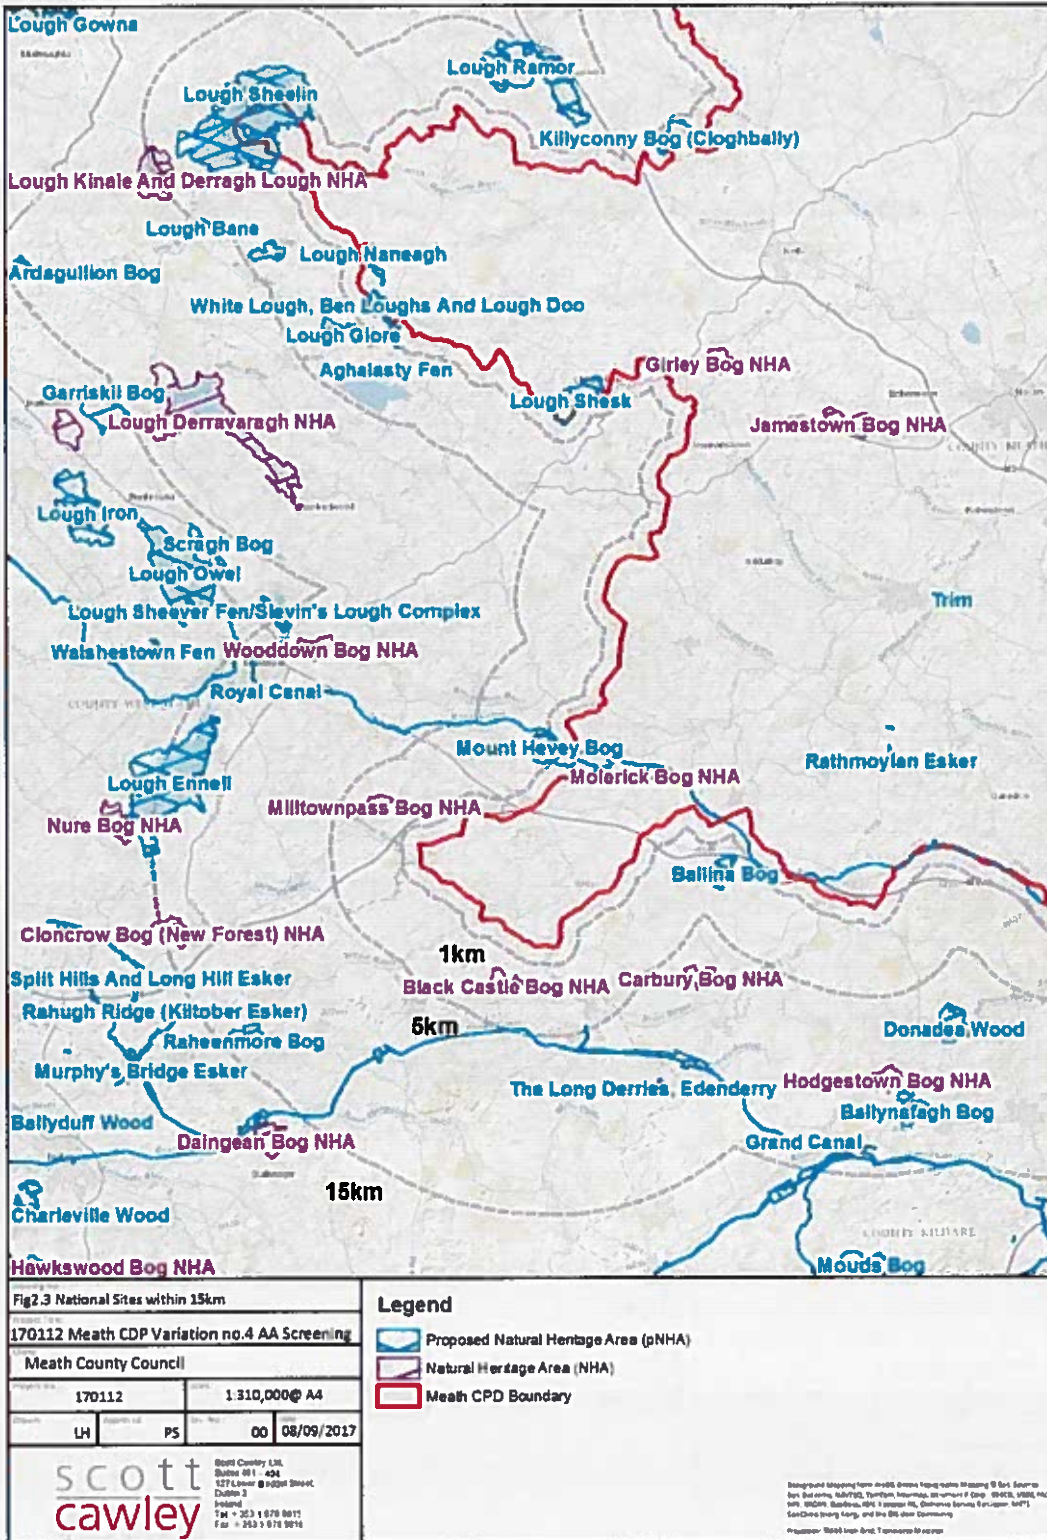 Lough Gowna
Lough Ramor
Lough Sheelin
Killyconny Bog (Cloghbally)
Lough Kinale And Derragh Lough NHA
Lough Bane
Lough Naneagh
Ardagullion Bog
White Lough, Ben Loughs And Lough Doo
Lough Glore
Aghalasty Fen
Girley Bog NHA
Garriskil Bog
Lough Shesk
Lough Derravaragh NHA
Jamestown Bog NHA
Lough Iron
Scragh Bog
Lough Owel
Lough Sheever Fen/Slevin's Lough Complex
Trim
Walshestown Fen
Wooddown Bog NHA
Royal Canal
Mount Hevey Bog
Rathmoylan Esker
Molerick Bog NHA
Lough Ennell
Milltownpass Bog NHA
Nure Bog NHA
Ballina Bog
Cloncrow Bog (New Forest) NHA
1km
Split Hills And Long Hill Esker
Black Castle Bog NHA
Carbury Bog NHA
Rahugh Ridge (Kiltober Esker)
5km
Donadea Wood
Raheenmore Bog
Murphy's Bridge Esker
The Long Derries, Edenderry
Hodgestown Bog NHA
Ballyduff Wood
Ballynafagh Bog
Daingean Bog NHA
Grand Canal
15km
Charleville Wood
COUNTY KILDARE
Hawkswood Bog NHA
Mouds Bog
Fig2.3 National Sites within 15km
170112 Meath CDP Variation no.4 AA Screening
Meath County Council
170112
1:310,000@ A4
LH
PS
00
08/09/2017
scott
cawley
Legend
Proposed Natural Heritage Area (pNHA)
Natural Heritage Area (NHA)
Meath CPD Boundary